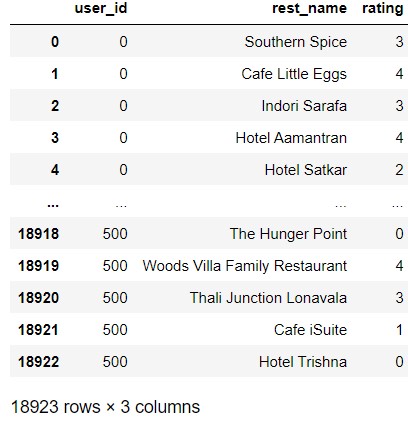 user_id rest_name rating
0 0 Southern Spice 3
1 0 Cafe Little Eggs 4
2 0 Indori Sarafa 3
3 0 Hotel Aamantran 4
4 0 Hotel Satkar 2
... ... ... ...
18918 500 The Hunger Point 0
18919 500 Woods Villa Family Restaurant 4
18920 500 Thali Junction Lonavala 3
18921 500 Cafe iSuite 1
18922 500 Hotel Trishna 0
18923 rows × 3 columns